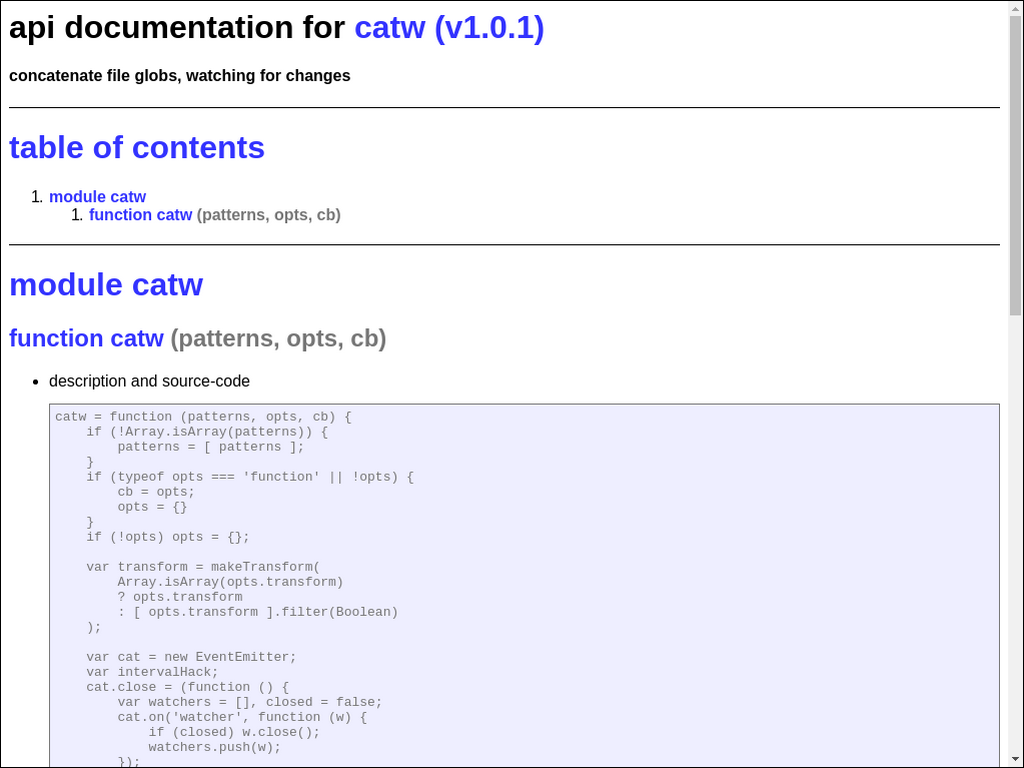 api documentation for catw (v1.0.1)
concatenate file globs, watching for changes
table of contents
1. module catw
1. function catw (patterns, opts, cb)
module catw
function catw (patterns, opts, cb)
• description and source-code
catw = function (patterns, opts, cb) {
    if (!Array.isArray(patterns)) {
        patterns = [ patterns ];
    }
    if (typeof opts === 'function' || !opts) {
        cb = opts;
        opts = {}
    }
    if (!opts) opts = {};

    var transform = makeTransform(
        Array.isArray(opts.transform)
        ? opts.transform
        : [ opts.transform ].filter(Boolean)
    );

    var cat = new EventEmitter;
    var intervalHack;
    cat.close = (function () {
        var watchers = [], closed = false;
        cat.on('watcher', function (w) {
            if (closed) w.close();
            watchers.push(w);
        });